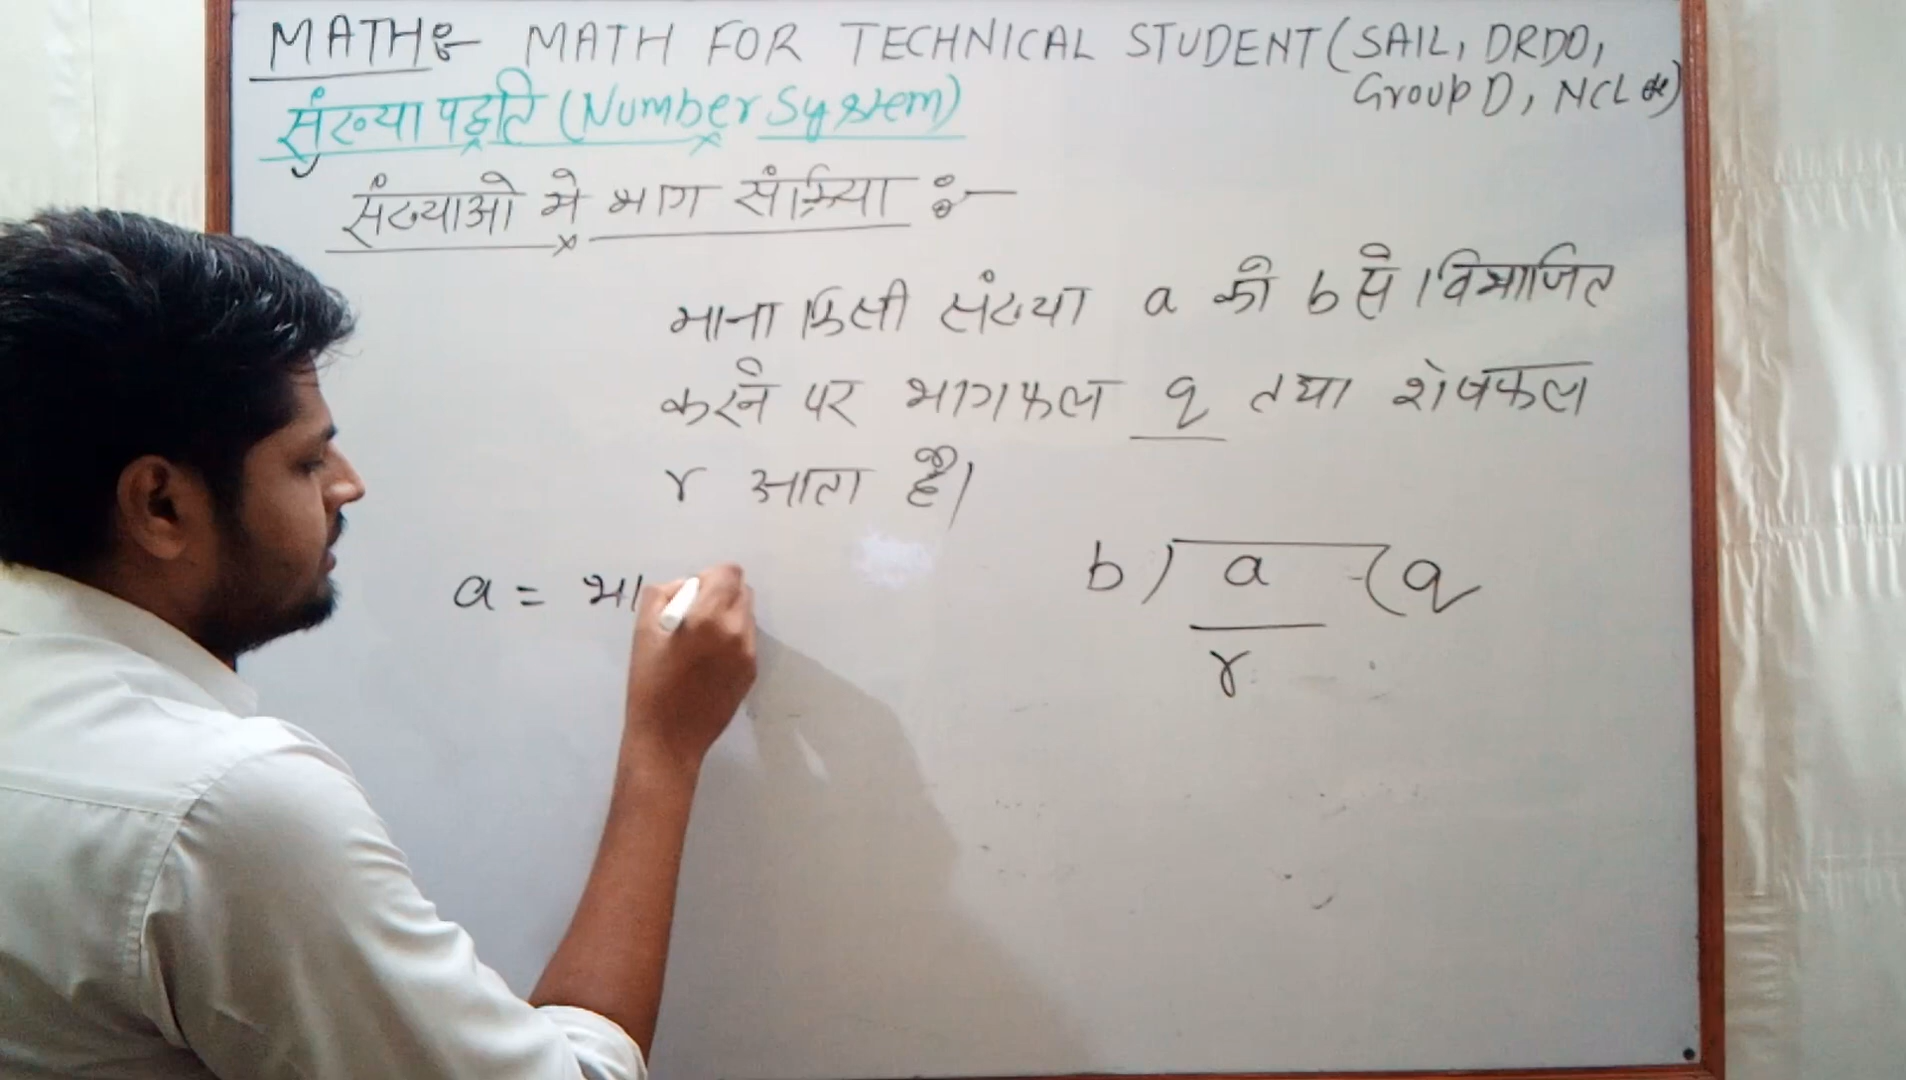 MATH:- MATH FOR TECHNICAL STUDENT (SAIL, DRDO,
Group D, NCL etc)
संख्या पद्धति (Number System)
संख्याओ मे भाग संक्रिया :-
माना किसी संख्या a को b से विभाजित
करने पर भागफल q तथा शेषफल
r आता है।
b) a (q
r
a = भा